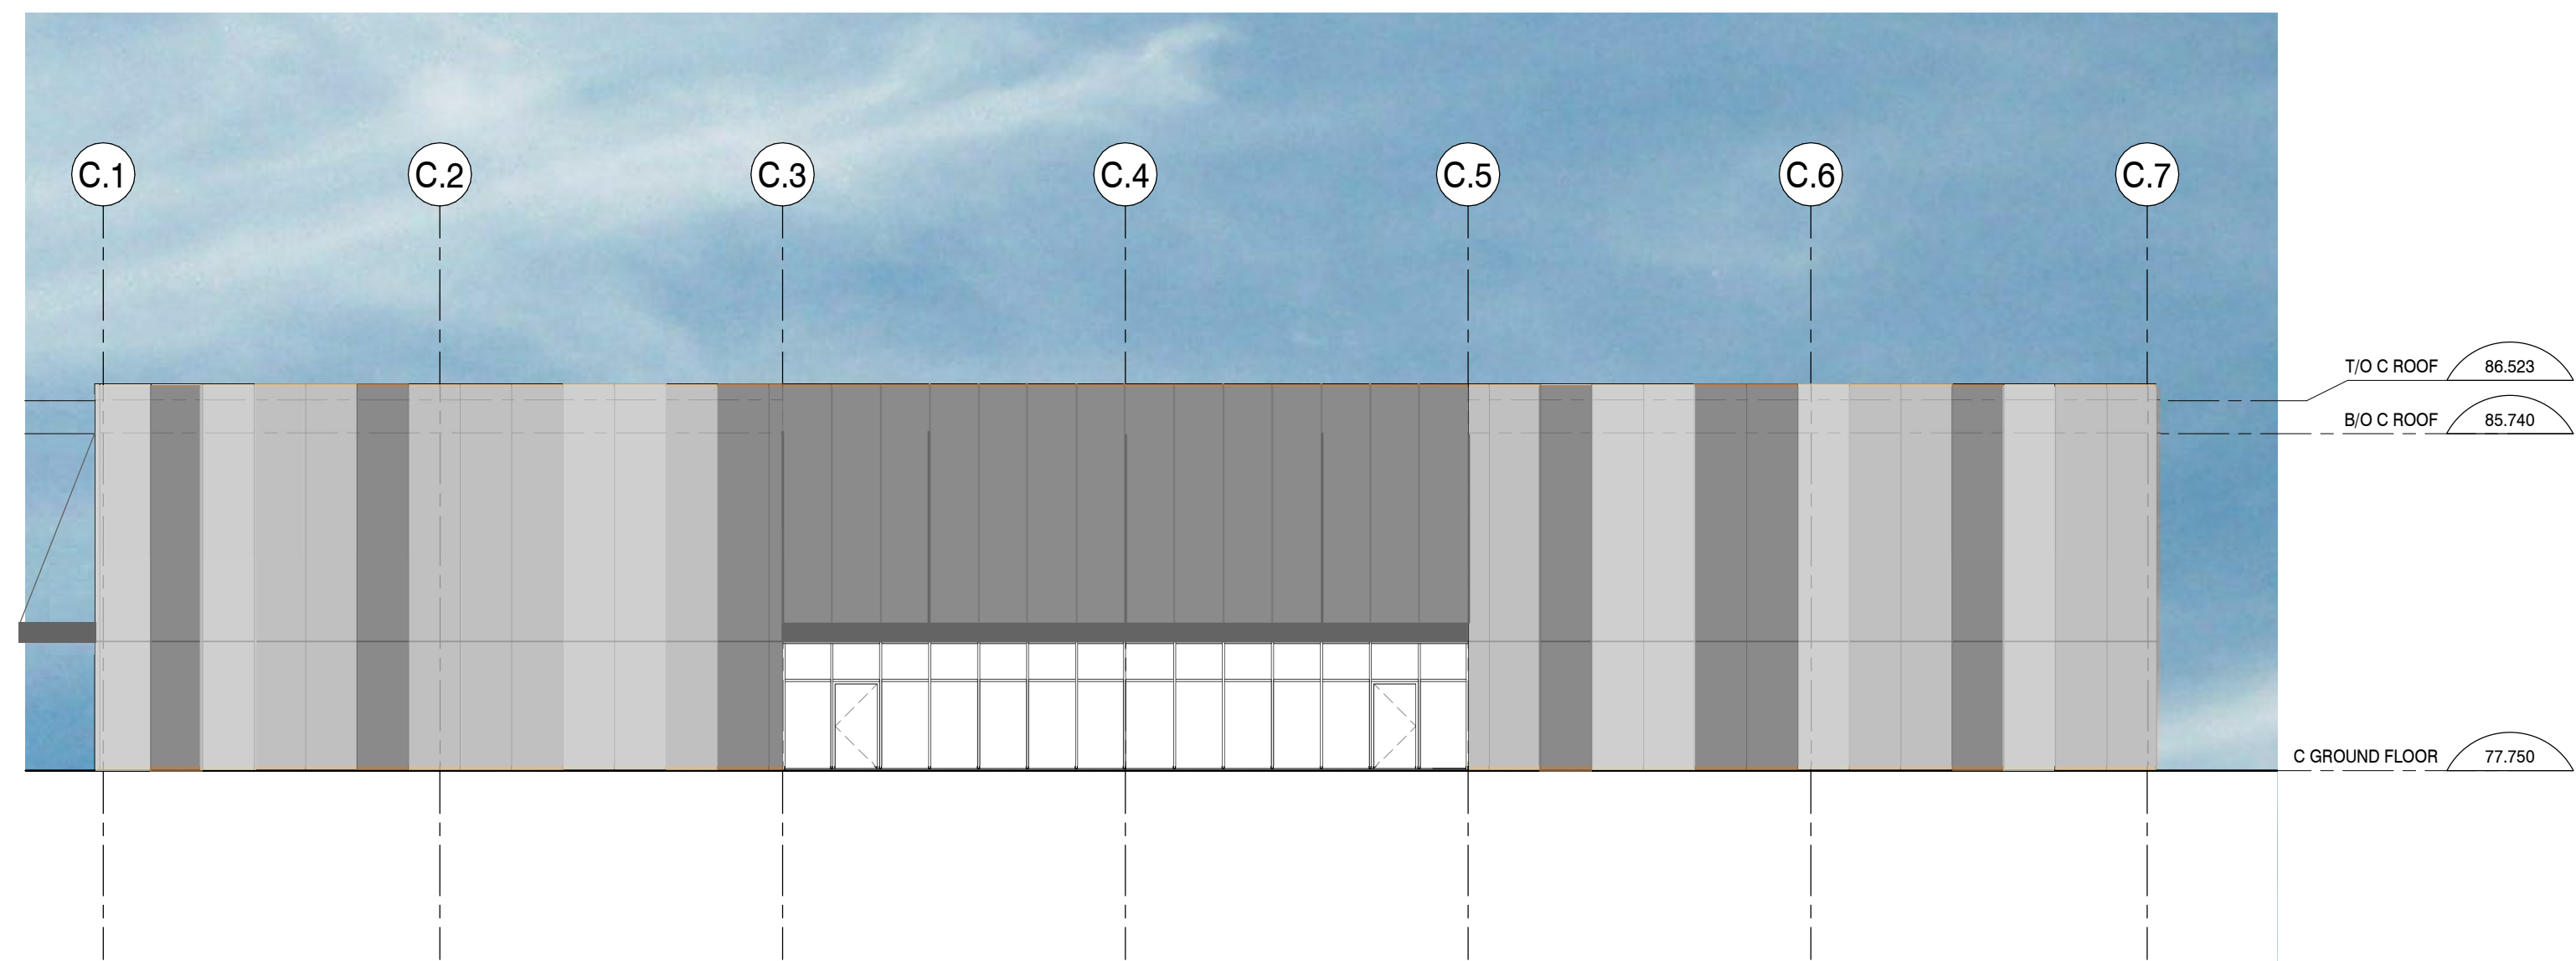 C.1 C.2 C.3 C.4 C.5 C.6 C.7
T/O C ROOF 86.523
B/O C ROOF 85.740
C GROUND FLOOR 77.750